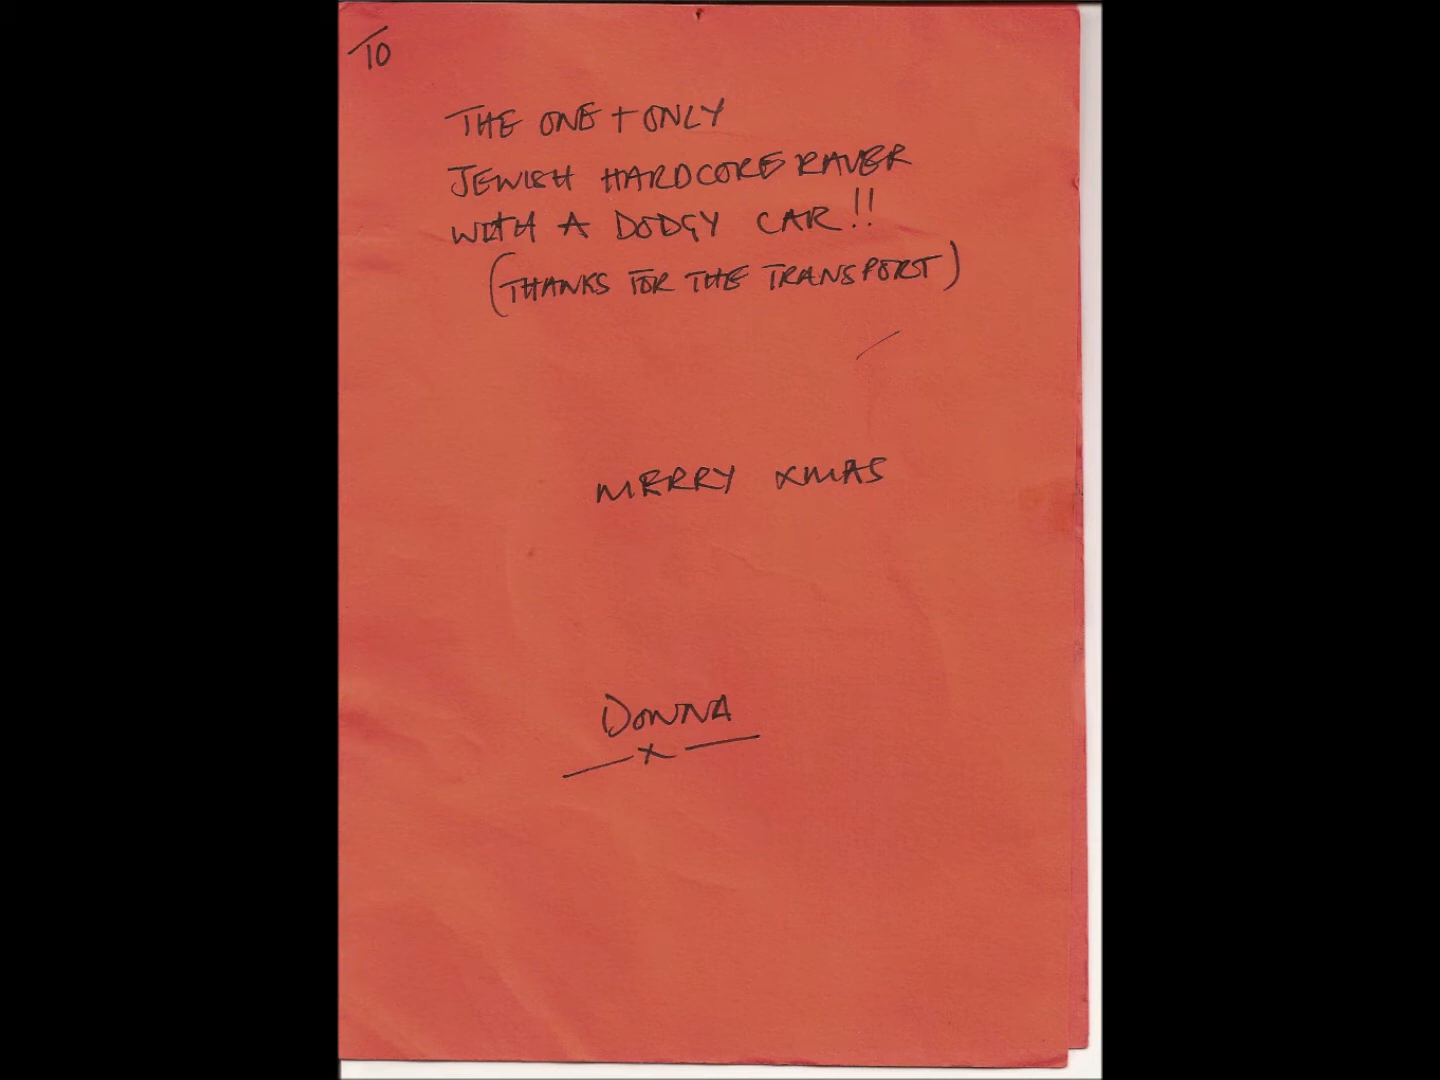 TO
THE ONE + ONLY
JEWISH HARDCORE RAVER
WITH A DODGY CAR!!
(THANKS FOR THE TRANSPORT)
MERRY XMAS
DONNA
x